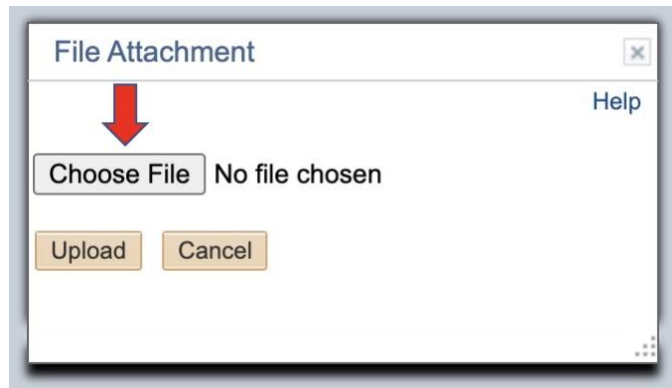 File Attachment
Help
Choose File No file chosen
Upload Cancel